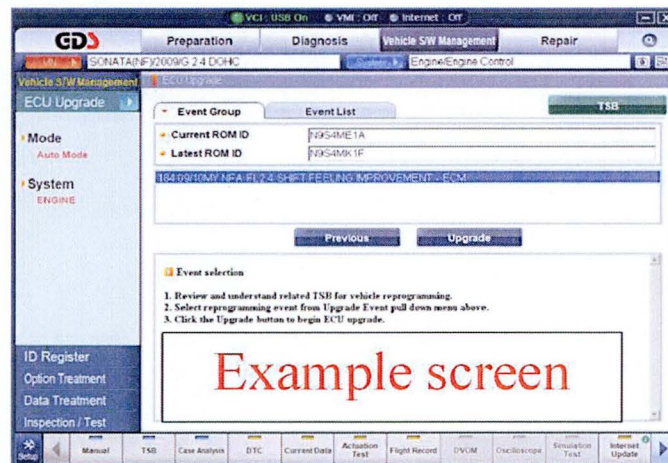 VCI : USB On VMI : Off Internet : Off
GDS Preparation Diagnosis Vehicle S/W Management Repair
VIN SONATA(NF)/2009/G 2.4 DOHC System Engine/Engine Control
Vehicle S/W Management ECU Upgrade
ECU Upgrade
Event Group Event List TSB
Mode
Auto Mode
Current ROM ID N9S4ME1A
Latest ROM ID N9S4MK1F
System
ENGINE
184.09/10MY NFA-FL2.4 SHIFT FEELING IMPROVEMENT - ECM
Previous Upgrade
Event selection
1. Review and understand related TSB for vehicle reprogramming.
2. Select reprogramming event from Upgrade Event pull down menu above.
3. Click the Upgrade button to begin ECU upgrade.
Example screen
ID Register
Option Treatment
Data Treatment
Inspection / Test
Setup Manual TSB Case Analysis DTC Current Data Actuation Test Flight Record DVOM Oscilloscope Simulation Test Internet Update